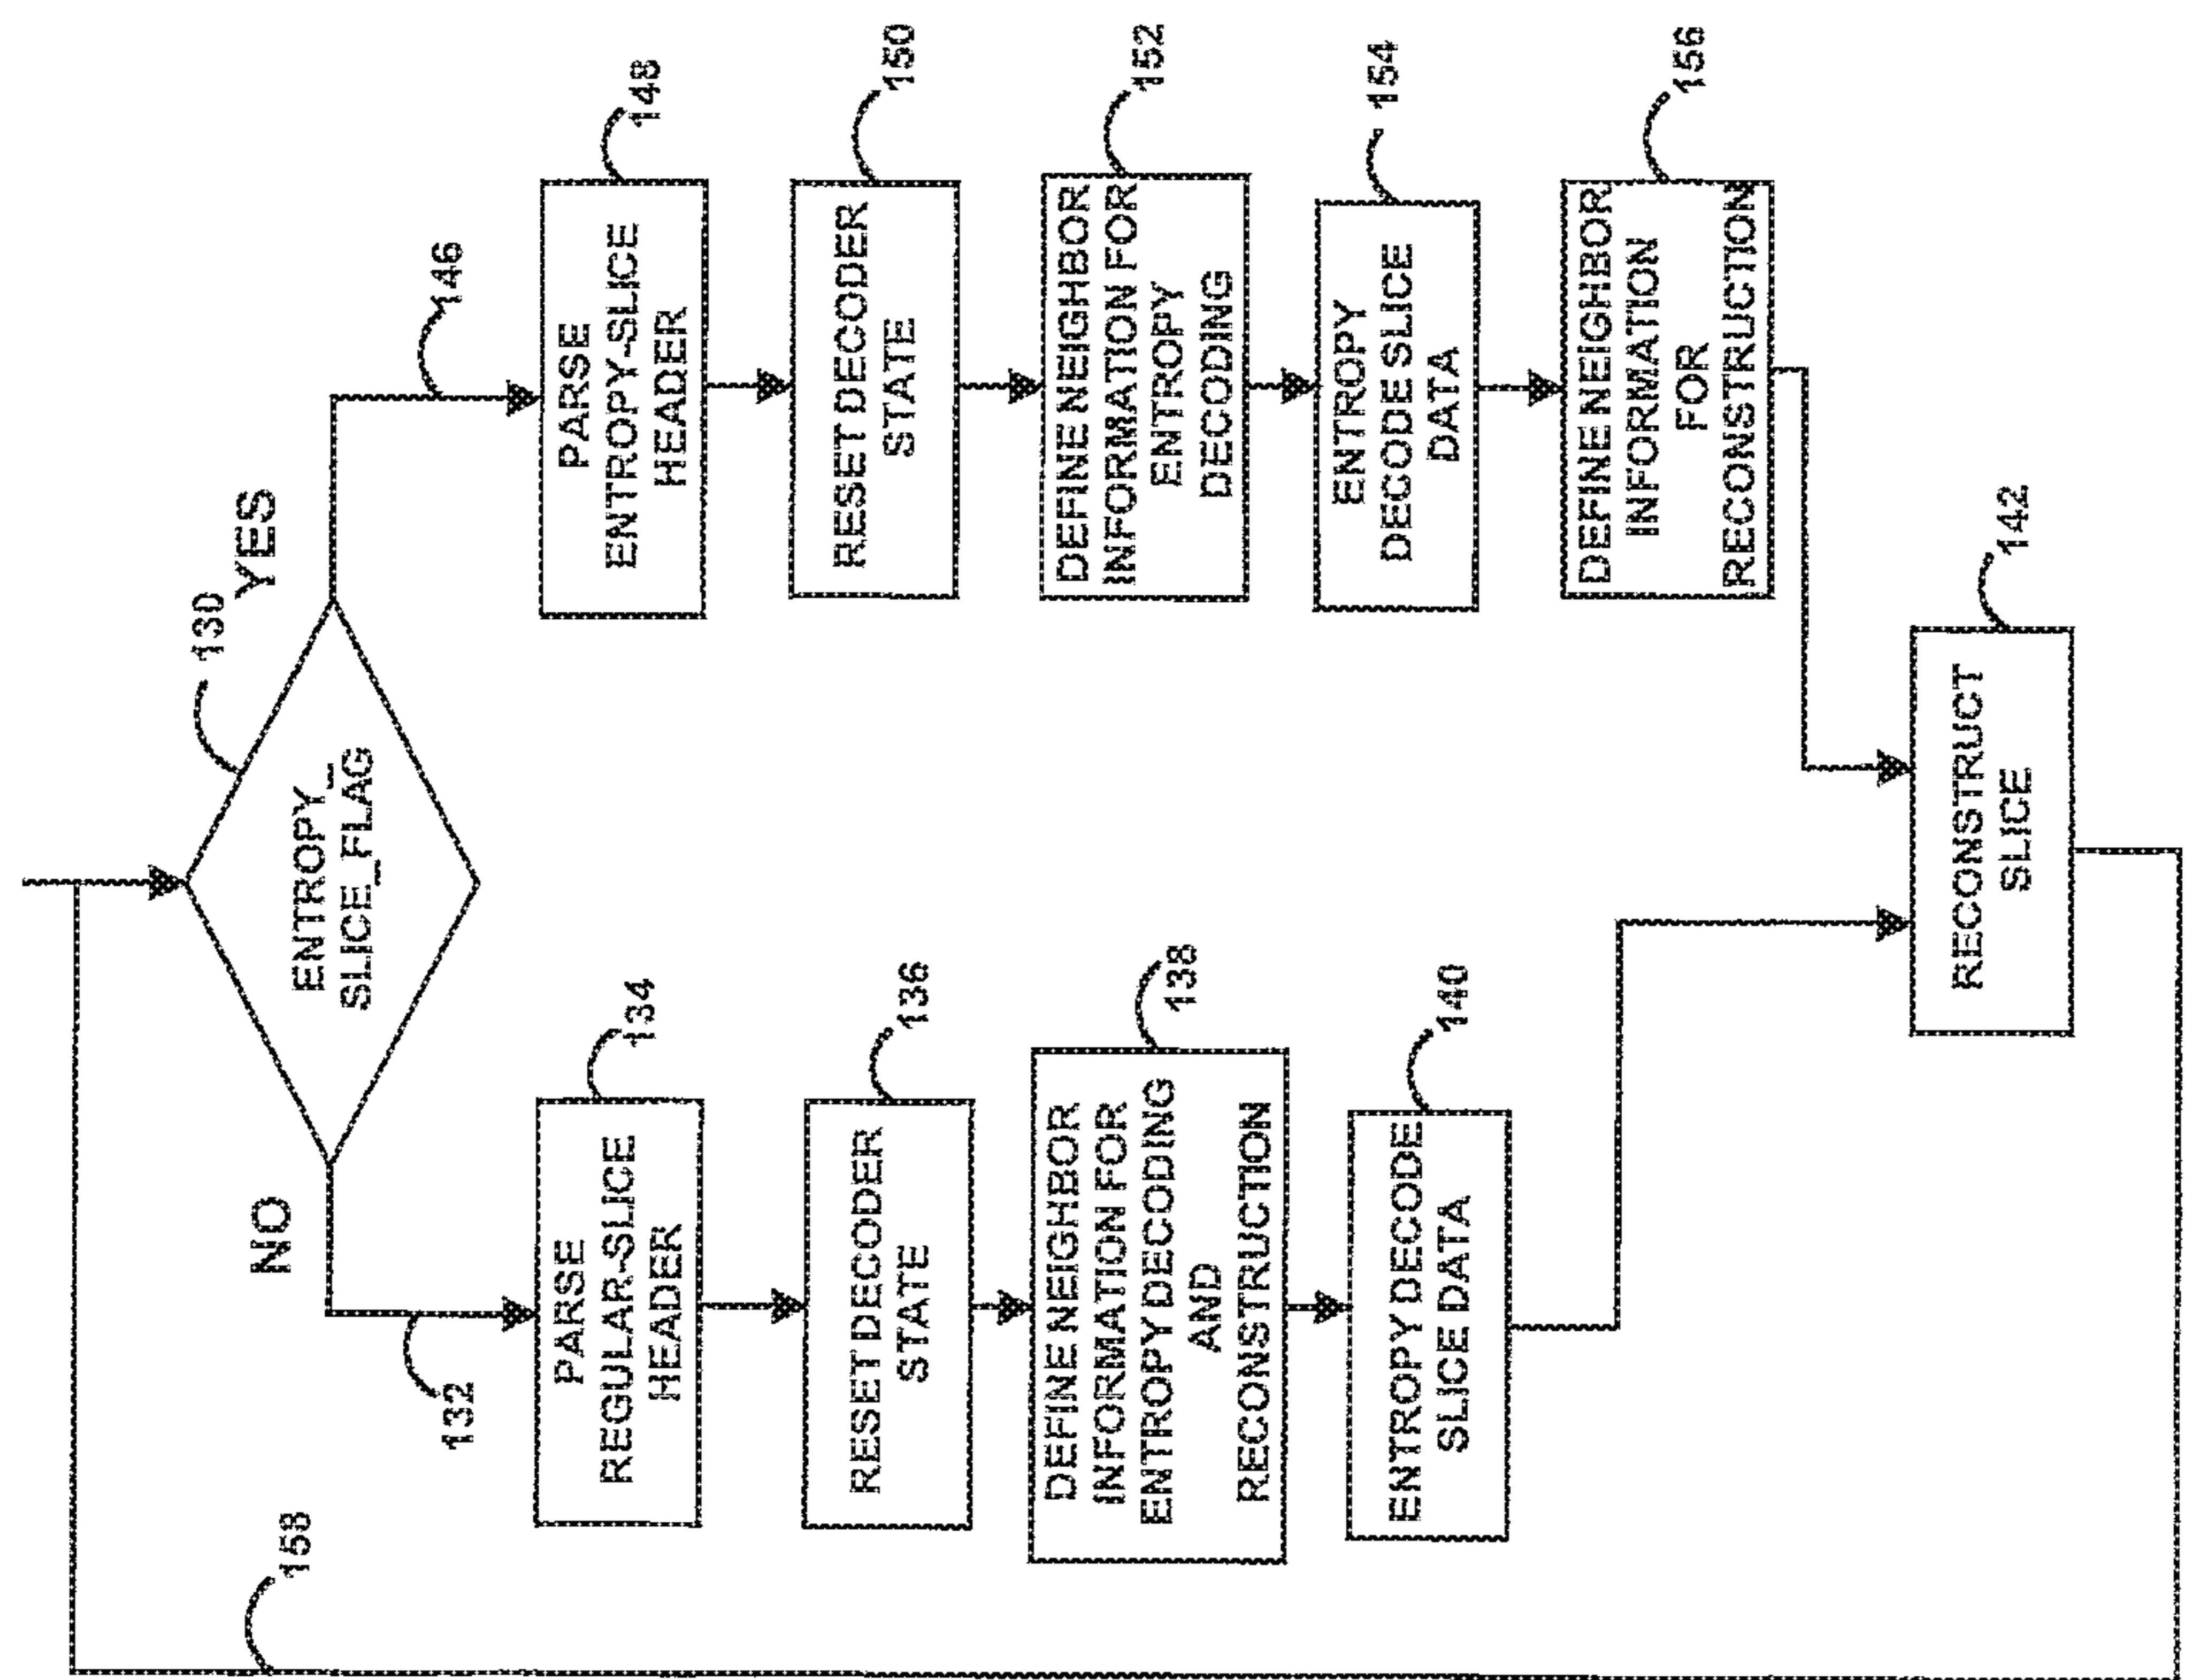 130
ENTROPY_
SLICE_FLAG
NO
YES
132
146
PARSE
REGULAR-SLICE
HEADER
134
PARSE
ENTROPY-SLICE
HEADER
148
RESET DECODER
STATE
136
RESET DECODER
STATE
150
DEFINE NEIGHBOR
INFORMATION FOR
ENTROPY DECODING
AND
RECONSTRUCTION
138
DEFINE NEIGHBOR
INFORMATION FOR
ENTROPY
DECODING
152
ENTROPY DECODE
SLICE DATA
140
ENTROPY
DECODE SLICE
DATA
154
DEFINE NEIGHBOR
INFORMATION
FOR
RECONSTRUCTION
156
RECONSTRUCT
SLICE
142
158